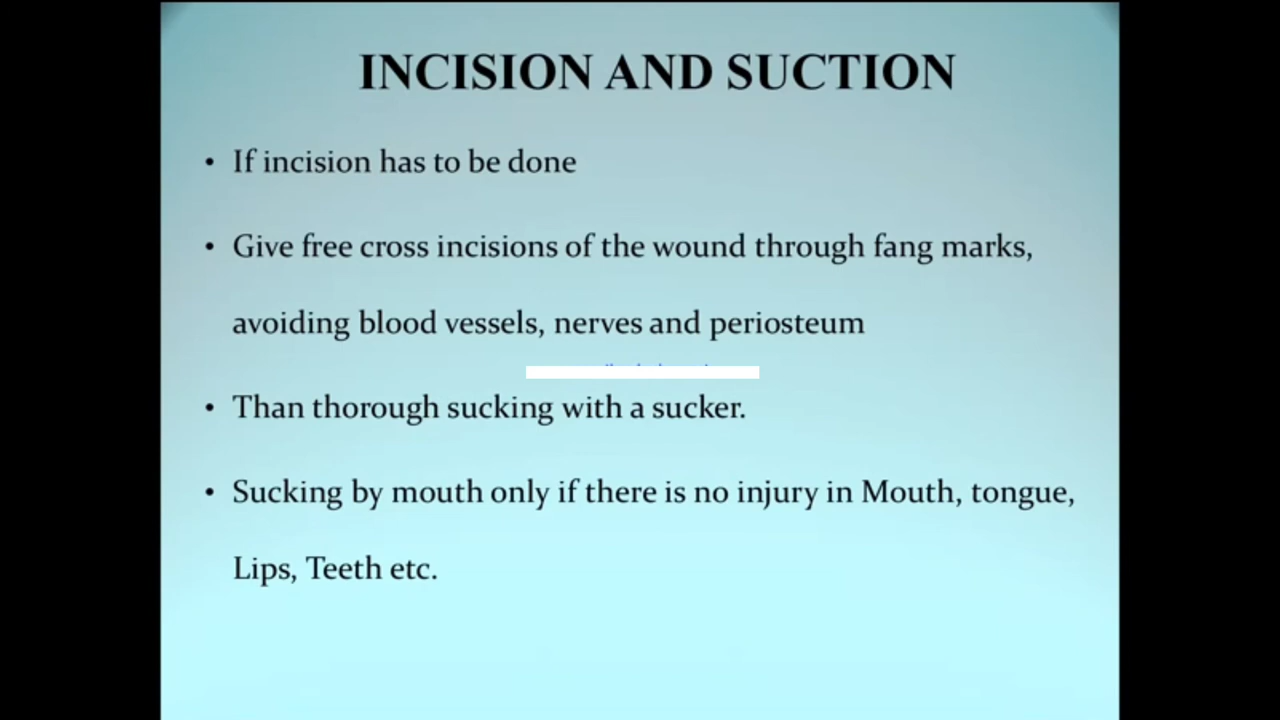 INCISION AND SUCTION
• If incision has to be done
• Give free cross incisions of the wound through fang marks,
avoiding blood vessels, nerves and periosteum
• Than thorough sucking with a sucker.
• Sucking by mouth only if there is no injury in Mouth, tongue,
Lips, Teeth etc.